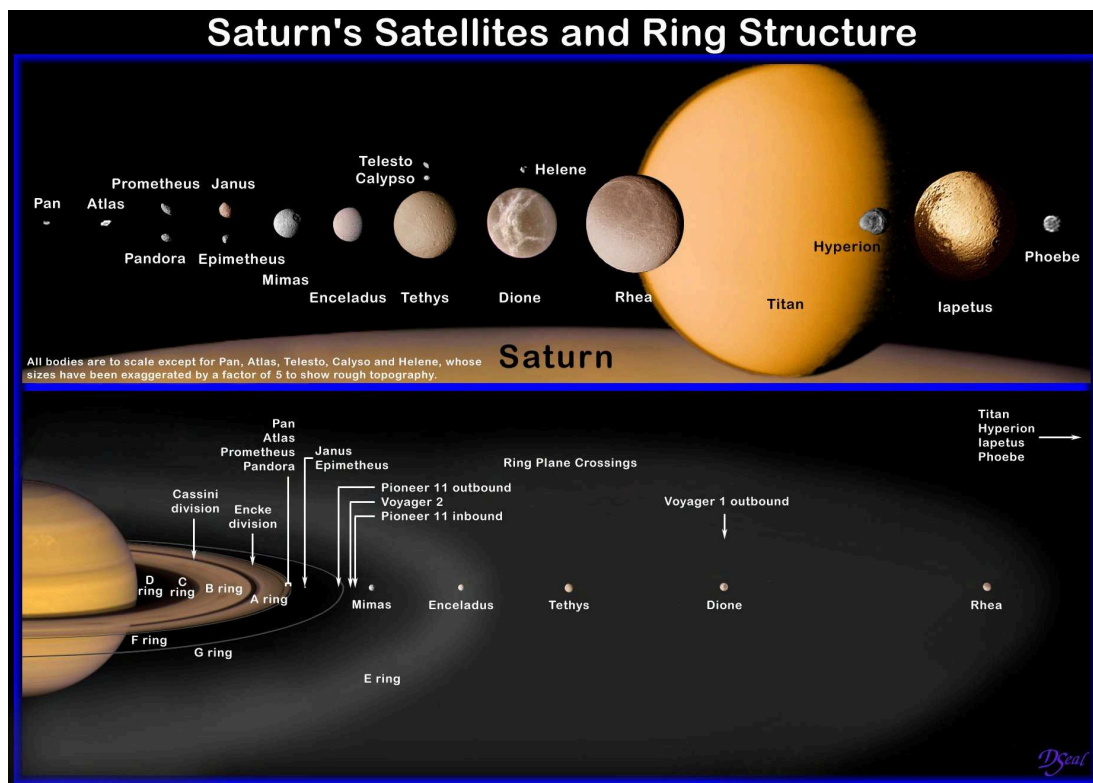 Saturn's Satellites and Ring Structure
Telesto
Calypso
Helene
Prometheus
Janus
Pan
Atlas
Pandora
Epimetheus
Mimas
Enceladus
Tethys
Dione
Rhea
Titan
Hyperion
Iapetus
Phoebe
Saturn
All bodies are to scale except for Pan, Atlas, Telesto, Calyso and Helene, whose
sizes have been exaggerated by a factor of 5 to show rough topography.
Pan
Atlas
Prometheus
Pandora
Janus
Epimetheus
Titan
Hyperion
Iapetus
Phoebe
Ring Plane Crossings
Cassini
division
Encke
division
Pioneer 11 outbound
Voyager 2
Pioneer 11 inbound
Voyager 1 outbound
D
ring
C
ring
B ring
A ring
Mimas
Enceladus
Tethys
Dione
Rhea
F ring
G ring
E ring
DSeal